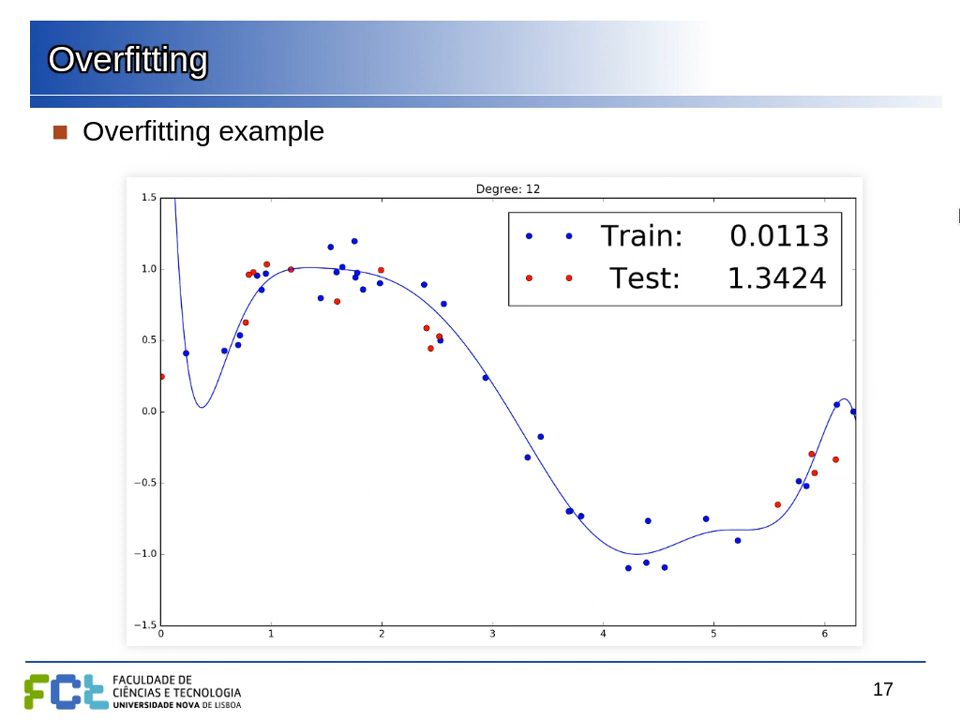 Overfitting
Overfitting example
Degree: 12
Train: 0.0113
Test: 1.3424
1.5
1.0
0.5
0.0
−0.5
−1.0
−1.5
0 1 2 3 4 5 6
FCt FACULDADE DE
CIÊNCIAS E TECNOLOGIA
UNIVERSIDADE NOVA DE LISBOA
17